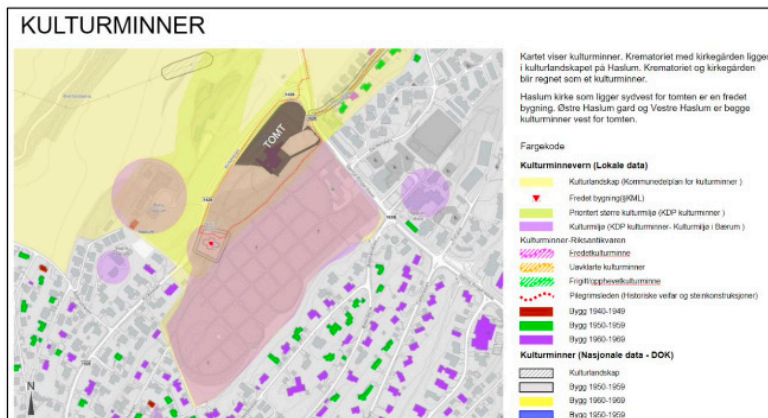 KULTURMINNER
Kartet viser kulturminner. Krematoriet med kirkegården ligger
i kulturlandskapet på Haslum. Krematoriet og kirkegården
blir regnet som et kulturminner.
Haslum kirke som ligger sydvest for tomten er en fredet
bygning. Østre Haslum gard og Vestre Haslum er begge
kulturminner vest for tomten.
Fargekode
Kulturminnevern (Lokale data)
Kulturlandskap (Kommunedelplan for kulturminner )
Fredet bygning(BKML)
Prioritert større kulturmiljø (KDP kulturminner )
Kulturmiljø (KDP kulturminner- Kulturmiljø i Bærum )
Kulturminner-Riksantikvaren
Fredetkulturminne
Uavklarte kulturminner
Frigitt/opphevetkulturminne
Pilegrimsleden (Historiske veifar og steinkonstruksjoner)
Bygg 1940-1949
Bygg 1950-1959
Bygg 1960-1969
Kulturminner (Nasjonale data - DOK)
Kulturlandskap
Bygg 1950-1959
Bygg 1960-1969
Bygg 1950-1959
TOMT
N